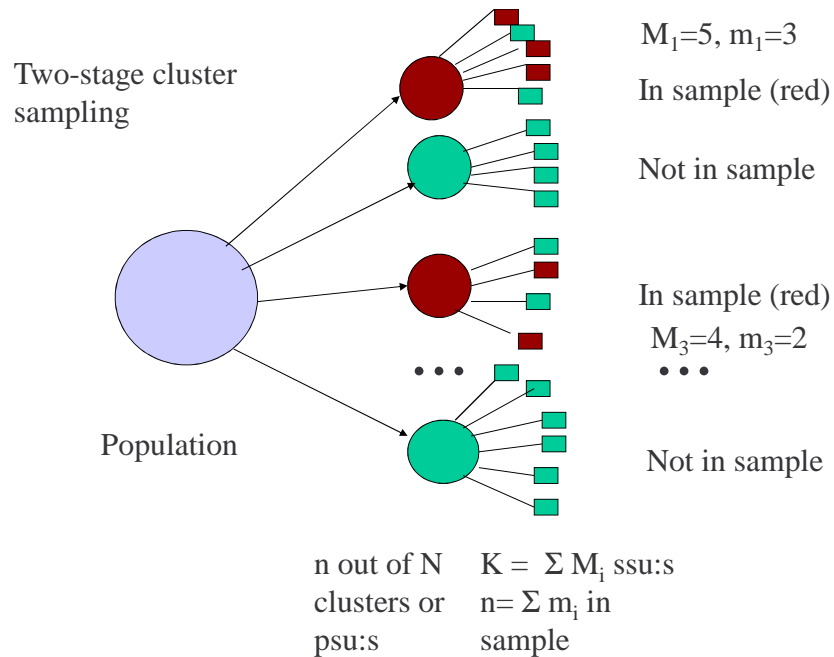 Two-stage cluster
sampling
M₁=5, m₁=3
In sample (red)
Not in sample
In sample (red)
M₃=4, m₃=2
• • •
• • •
Population
Not in sample
n out of N
clusters or
psu:s
K = Σ Mᵢ ssu:s
n= Σ mᵢ in
sample